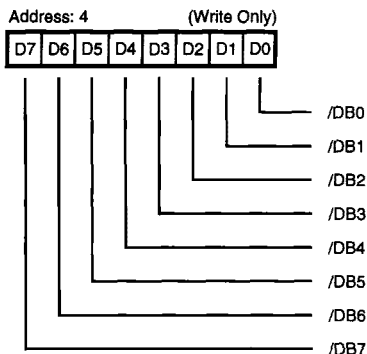 Address: 4 (Write Only)
D7 D6 D5 D4 D3 D2 D1 D0
/DB0
/DB1
/DB2
/DB3
/DB4
/DB5
/DB6
/DB7